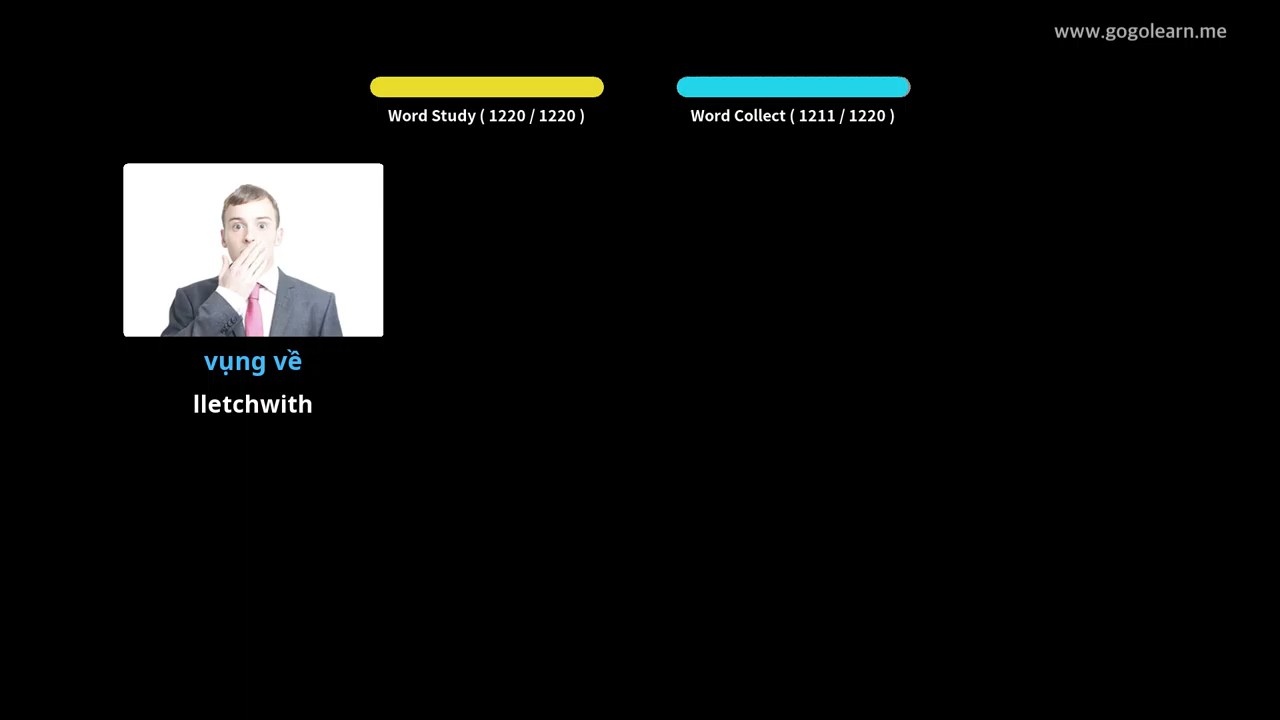 www.gogolearn.me
Word Study ( 1220 / 1220 )
Word Collect ( 1211 / 1220 )
vụng về
lletchwith